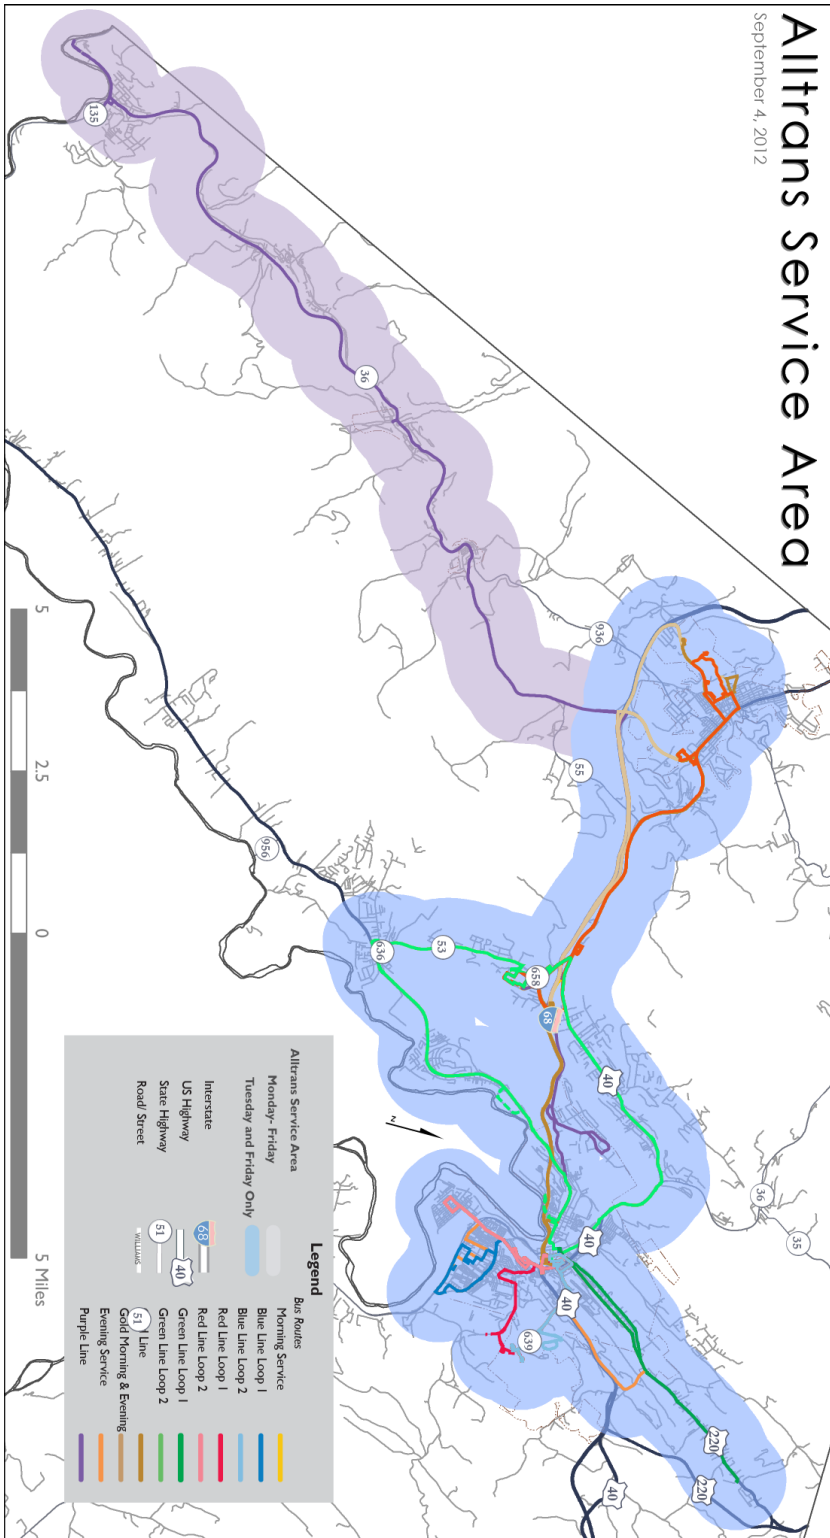 Alltrans Service Area
September 4, 2012
135
36
936
55
956
636
53
658
68
40
36
35
40
40
639
220
220
40
5
2.5
0
5 Miles
N
Legend
Alltrans Service Area
Monday- Friday
Tuesday and Friday Only
Interstate
68
US Highway
40
State Highway
51
Road/ Street
WILLIAMS
Bus Routes
Morning Service
Blue Line Loop 1
Blue Line Loop 2
Red Line Loop 1
Red Line Loop 2
Green Line Loop 1
Green Line Loop 2
51 Line
Gold Morning & Evening
Evening Service
Purple Line